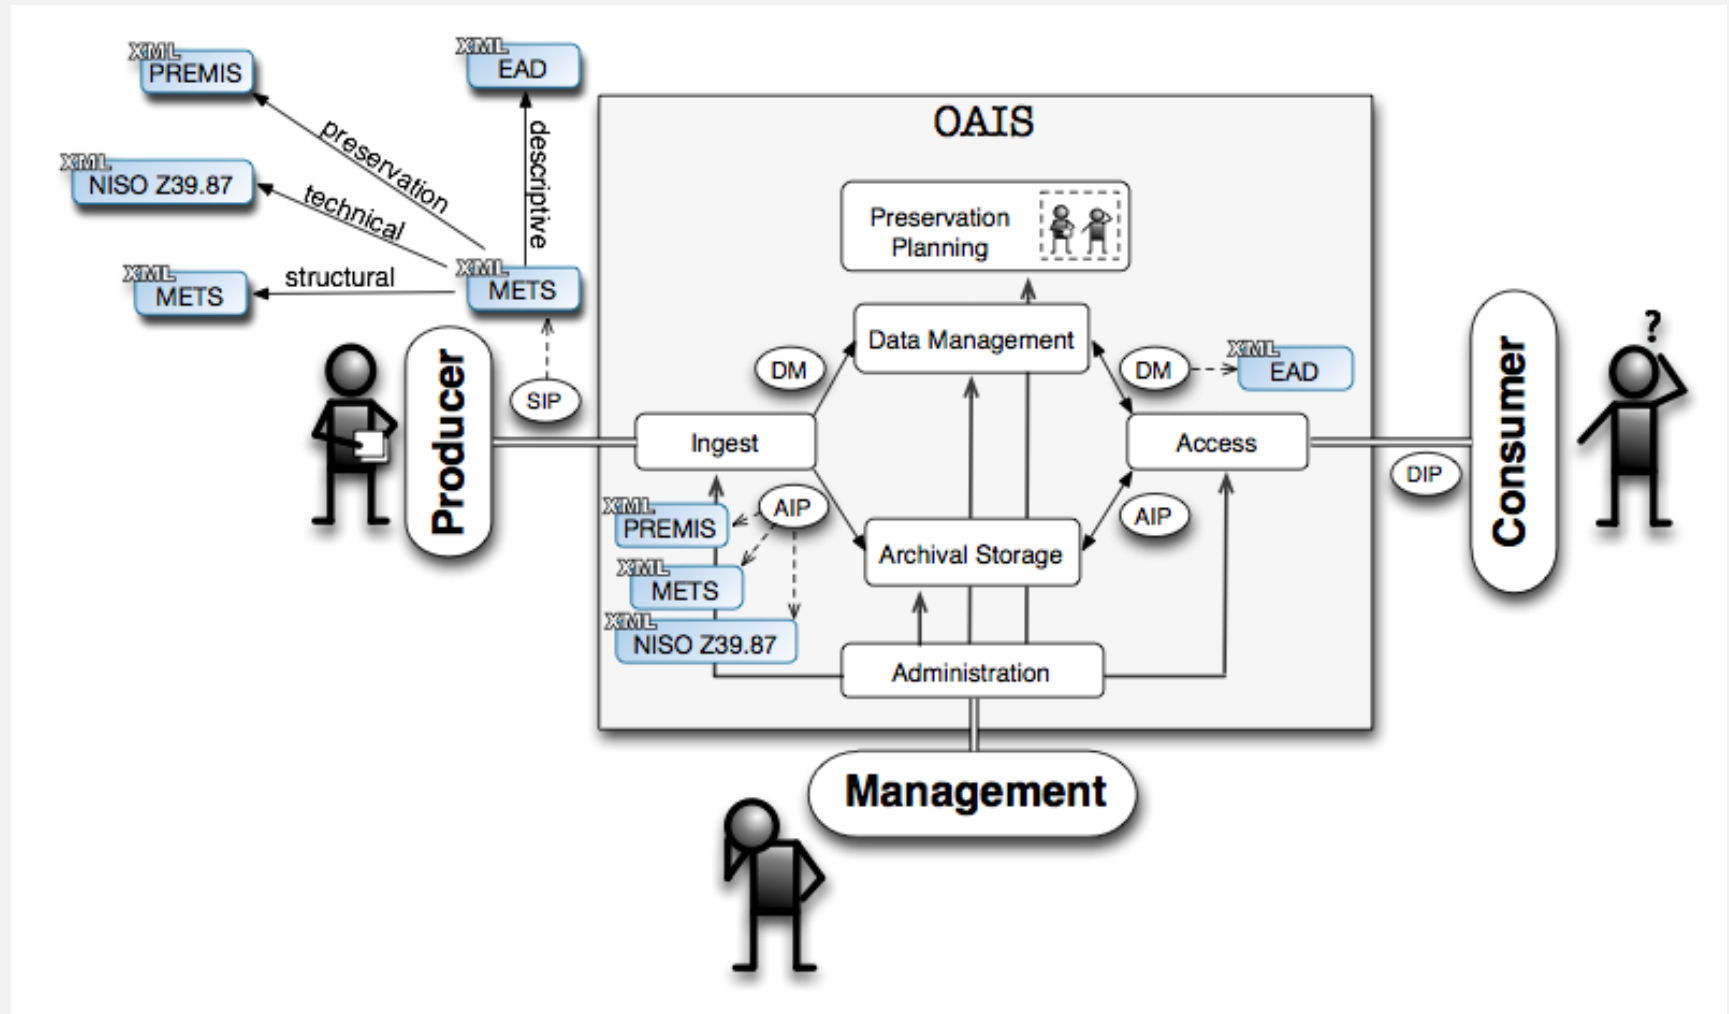 XML
PREMIS
XML
EAD
preservation
descriptive
XML
NISO Z39.87
technical
XML
METS
structural
XML
METS
SIP
Producer
OAIS
Preservation
Planning
Data Management
DM
DM
XML
EAD
Ingest
Access
AIP
XML
PREMIS
AIP
Archival Storage
XML
METS
XML
NISO Z39.87
Administration
DIP
Consumer
?
Management